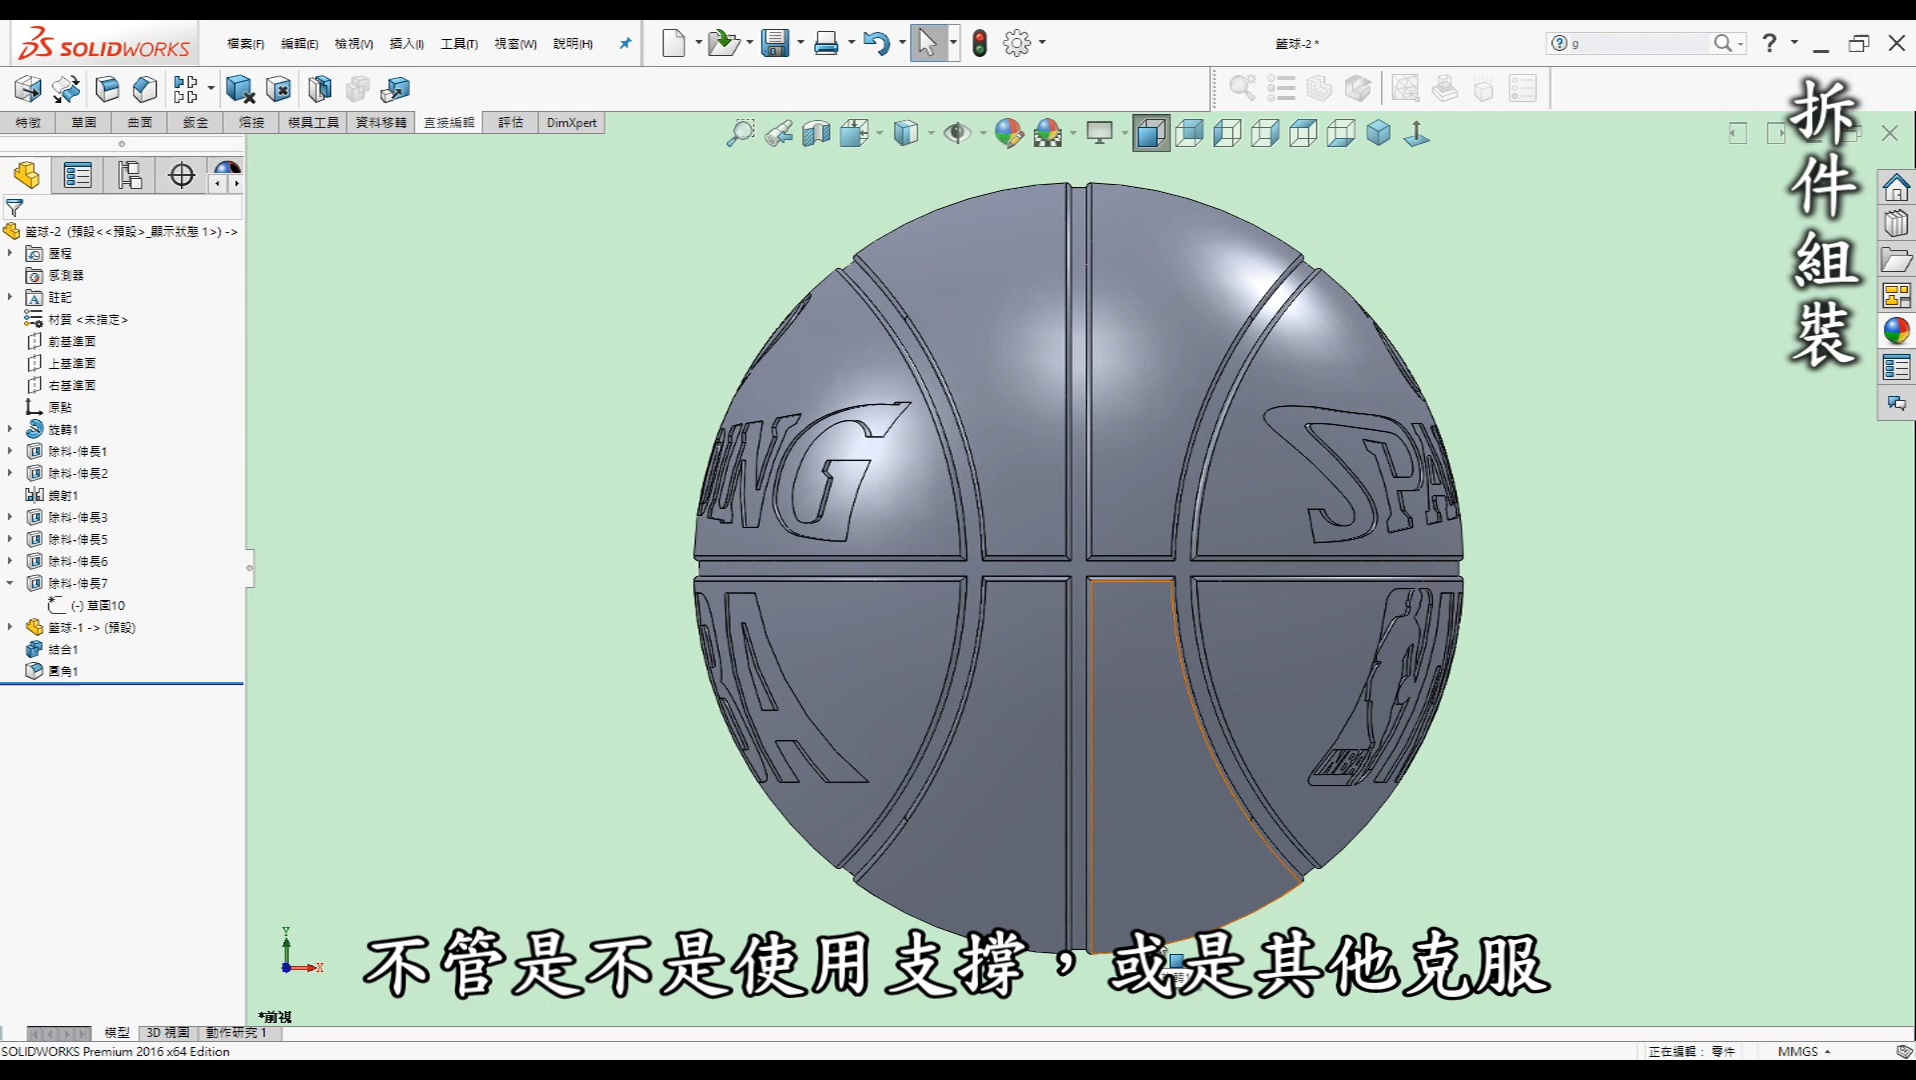 SOLIDWORKS
檔案(F) 編輯(E) 檢視(V) 插入(I) 工具(T) 視窗(W) 說明(H)
籃球-2 *
g
特徵 草圖 曲面 鈑金 熔接 模具工具 資料移轉 直接編輯 評估 DimXpert
拆件組裝
籃球-2 (預設<<預設>_顯示狀態 1>) ->
歷程
感測器
註記
材質 <未指定>
前基準面
上基準面
右基準面
原點
旋轉1
除料-伸長1
除料-伸長2
鏡射1
除料-伸長3
除料-伸長5
除料-伸長6
除料-伸長7
(-) 草圖10
籃球-1 -> (預設)
結合1
圓角1
SPA
NBA
Y
X
不管是不是使用支撐，或是其他克服
*前視
模型 3D 視圖 動作研究 1
SOLIDWORKS Premium 2016 x64 Edition
正在編輯： 零件
MMGS